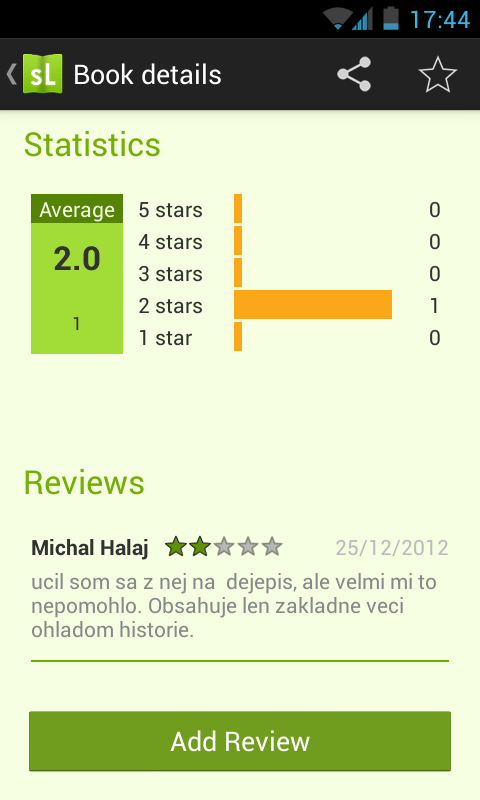 17:44
sL Book details
Statistics
Average
2.0
1
5 stars 0
4 stars 0
3 stars 0
2 stars 1
1 star 0
Reviews
Michal Halaj 25/12/2012
ucil som sa z nej na  dejepis, ale velmi mi to
nepomohlo. Obsahuje len zakladne veci
ohladom historie.
Add Review